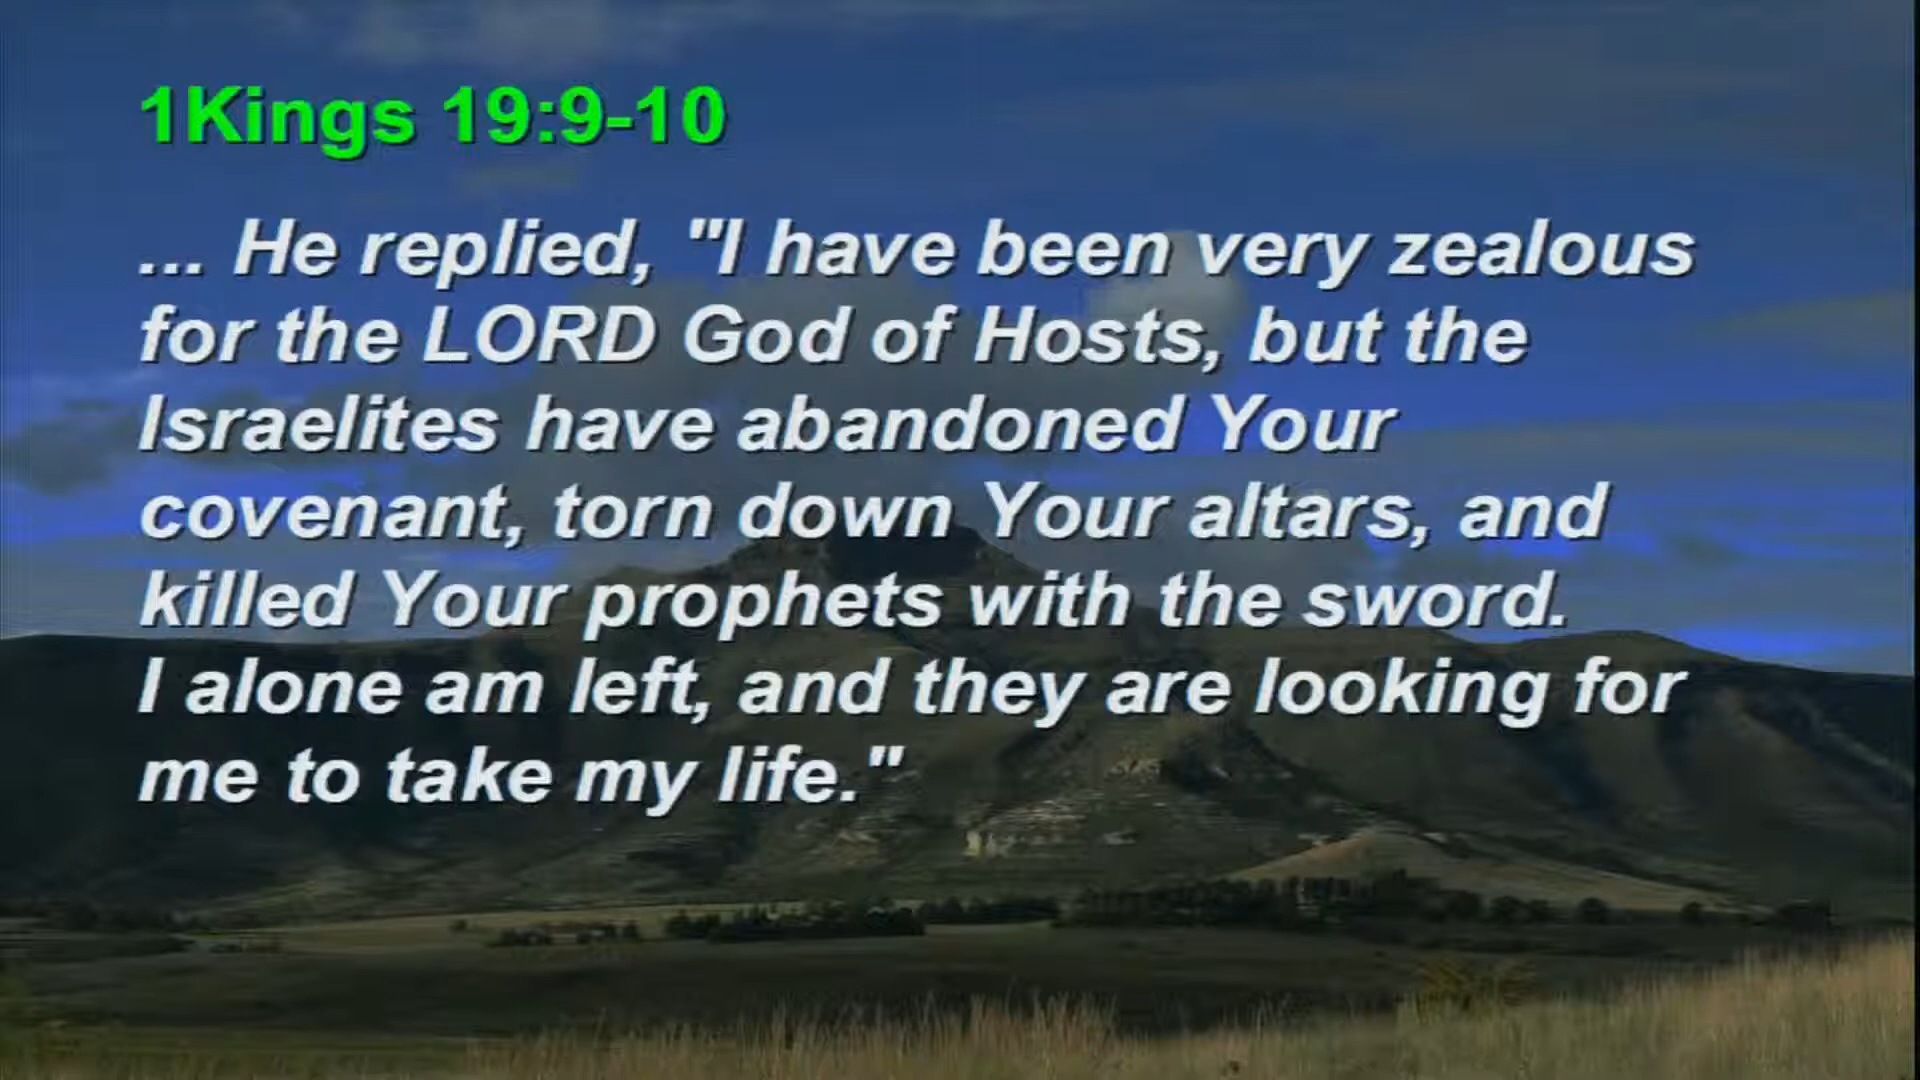 1Kings 19:9-10
... He replied, "I have been very zealous
for the LORD God of Hosts, but the
Israelites have abandoned Your
covenant, torn down Your altars, and
killed Your prophets with the sword.
I alone am left, and they are looking for
me to take my life."